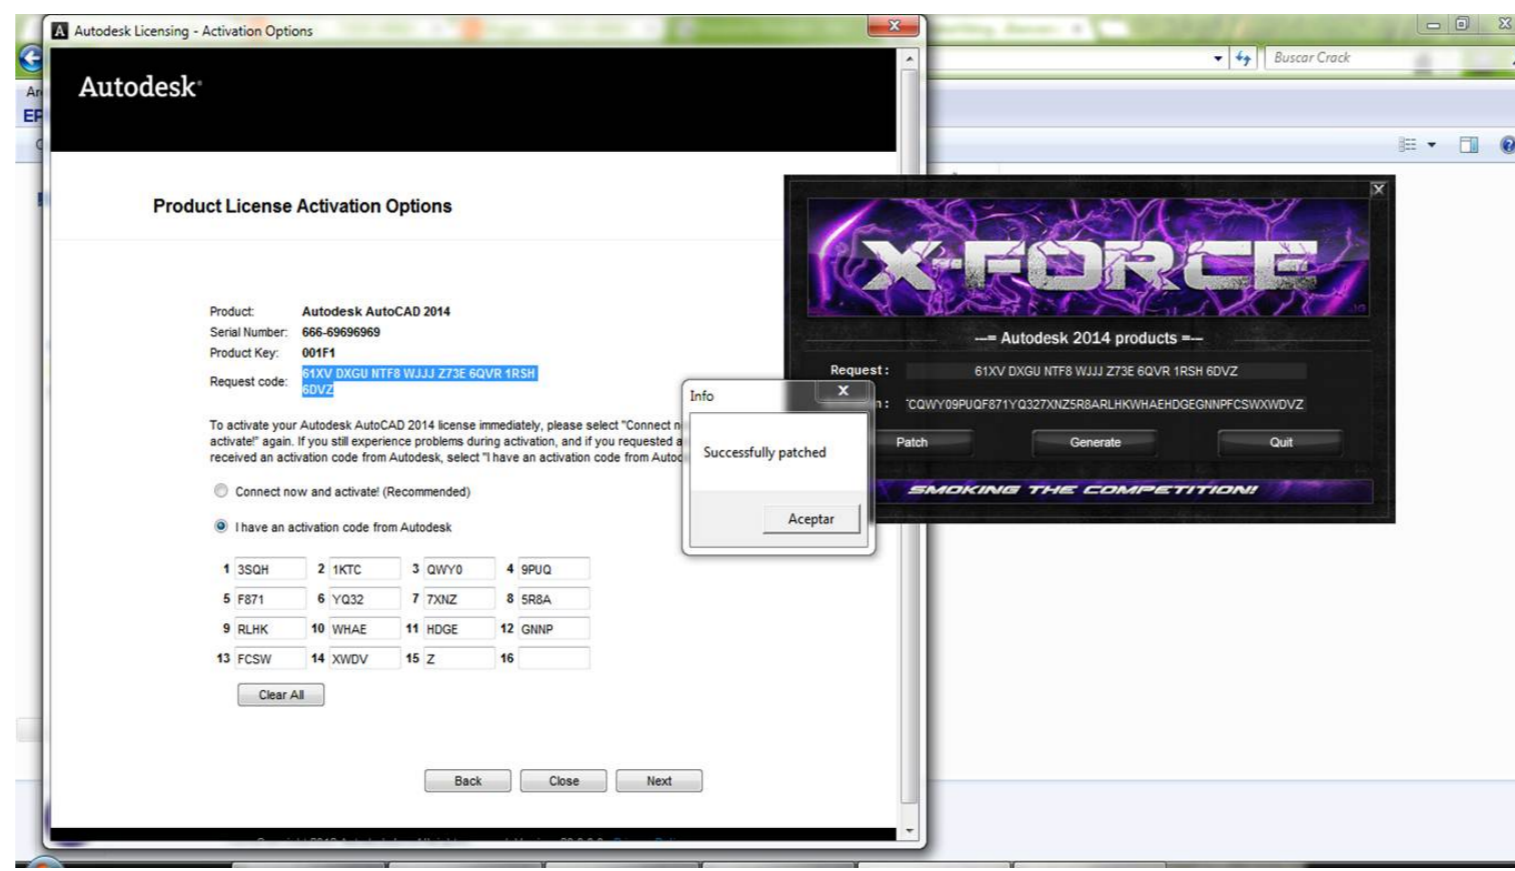 Autodesk Licensing - Activation Options
Buscar Crack
Autodesk
Product License Activation Options
Product: Autodesk AutoCAD 2014
Serial Number: 666-69696969
Product Key: 001F1
Request code: 61XV DXGU NTF8 WJJJ Z73E 6QVR 1RSH
6DVZ
To activate your Autodesk AutoCAD 2014 license immediately, please select "Connect n
activate!" again. If you still experience problems during activation, and if you requested a
received an activation code from Autodesk, select "I have an activation code from Autod
Connect now and activate! (Recommended)
I have an activation code from Autodesk
1 3SQH 2 1KTC 3 QWY0 4 9PUQ
5 F871 6 YQ32 7 7XNZ 8 5R8A
9 RLHK 10 WHAE 11 HDGE 12 GNNP
13 FCSW 14 XWDV 15 Z 16
Clear All
Back Close Next
Info
Successfully patched
Aceptar
X-FORCE
--= Autodesk 2014 products =--
Request: 61XV DXGU NTF8 WJJJ Z73E 6QVR 1RSH 6DVZ
n: TCQWY09PUQF871YQ327XNZ5R8ARLHKWHAEHDGEGNNPFCSWXWDVZ
Patch Generate Quit
SMOKING THE COMPETITION!